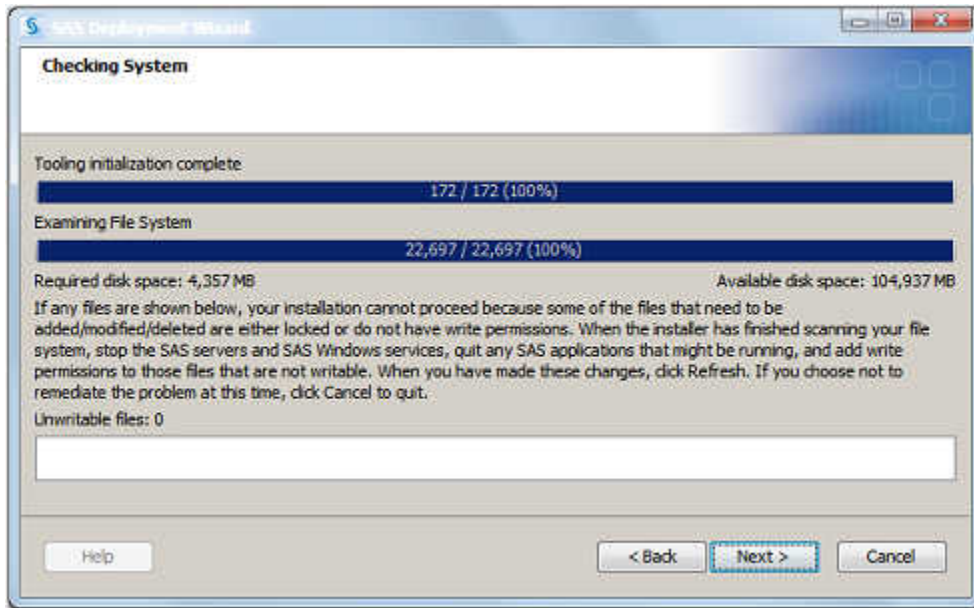 SAS Deployment Wizard
Checking System
Tooling initialization complete
172 / 172 (100%)
Examining File System
22,697 / 22,697 (100%)
Required disk space: 4,357 MB
Available disk space: 104,937 MB
If any files are shown below, your installation cannot proceed because some of the files that need to be
added/modified/deleted are either locked or do not have write permissions. When the installer has finished scanning your file
system, stop the SAS servers and SAS Windows services, quit any SAS applications that might be running, and add write
permissions to those files that are not writable. When you have made these changes, click Refresh. If you choose not to
remediate the problem at this time, click Cancel to quit.
Unwritable files: 0
Help
< Back
Next >
Cancel